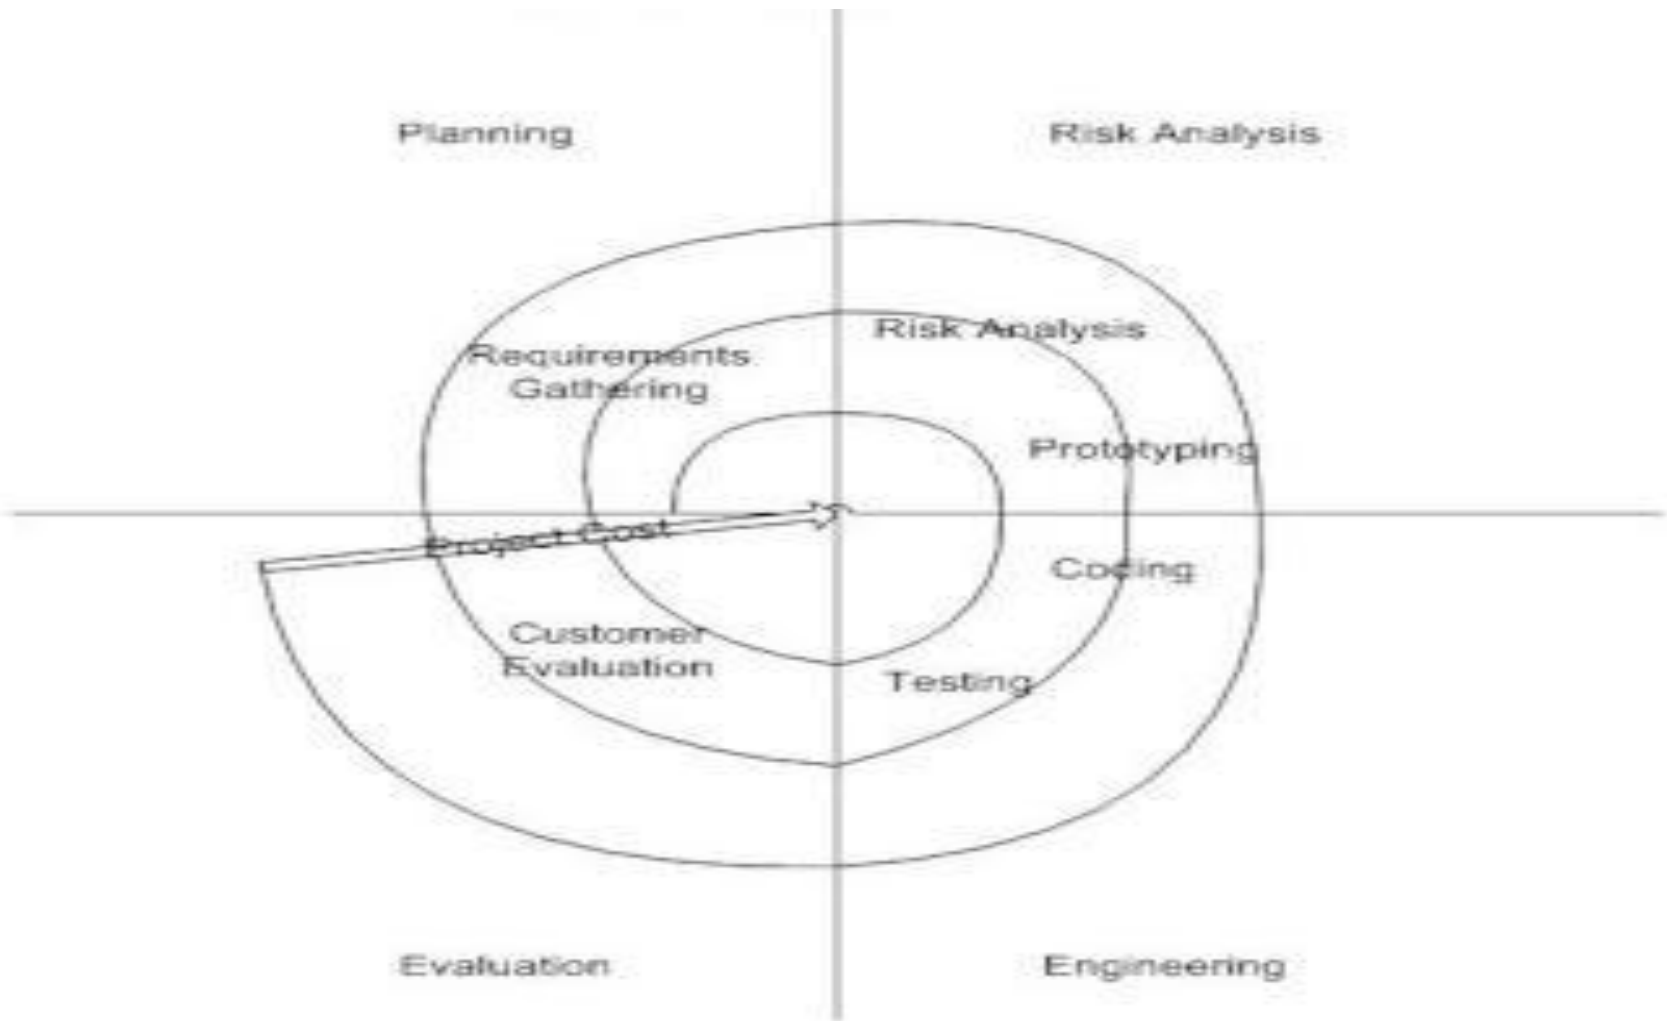 Planning
Risk Analysis
Risk Analysis
Requirements
Gathering
Prototyping
Project Cost
Coding
Customer
Evaluation
Testing
Evaluation
Engineering